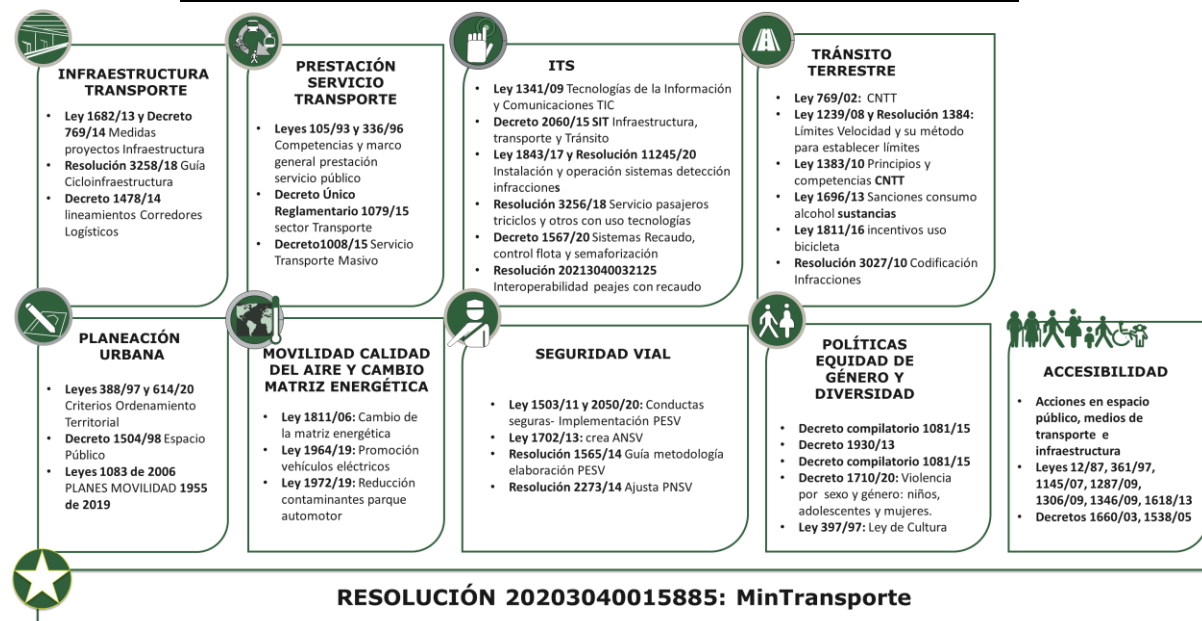 INFRAESTRUCTURA
TRANSPORTE
• Ley 1682/13 y Decreto
769/14 Medidas
proyectos Infraestructura
• Resolución 3258/18 Guía
Cicloinfraestructura
• Decreto 1478/14
lineamientos Corredores
Logísticos
PRESTACIÓN
SERVICIO
TRANSPORTE
• Leyes 105/93 y 336/96
Competencias y marco
general prestación
servicio público
• Decreto Único
Reglamentario 1079/15
sector Transporte
• Decreto1008/15 Servicio
Transporte Masivo
ITS
• Ley 1341/09 Tecnologías de la Información
y Comunicaciones TIC
• Decreto 2060/15 SIT Infraestructura,
transporte y Tránsito
• Ley 1843/17 y Resolución 11245/20
Instalación y operación sistemas detección
infracciones
• Resolución 3256/18 Servicio pasajeros
triciclos y otros con uso tecnologías
• Decreto 1567/20 Sistemas Recaudo,
control flota y semaforización
• Resolución 20213040032125
Interoperabilidad peajes con recaudo
TRÁNSITO
TERRESTRE
• Ley 769/02: CNTT
• Ley 1239/08 y Resolución 1384:
Límites Velocidad y su método
para establecer límites
• Ley 1383/10 Principios y
competencias CNTT
• Ley 1696/13 Sanciones consumo
alcohol sustancias
• Ley 1811/16 incentivos uso
bicicleta
• Resolución 3027/10 Codificación
Infracciones
PLANEACIÓN
URBANA
• Leyes 388/97 y 614/20
Criterios Ordenamiento
Territorial
• Decreto 1504/98 Espacio
Público
• Leyes 1083 de 2006
PLANES MOVILIDAD 1955
de 2019
MOVILIDAD CALIDAD
DEL AIRE Y CAMBIO
MATRIZ ENERGÉTICA
• Ley 1811/06: Cambio de
la matriz energética
• Ley 1964/19: Promoción
vehículos eléctricos
• Ley 1972/19: Reducción
contaminantes parque
automotor
SEGURIDAD VIAL
• Ley 1503/11 y 2050/20: Conductas
seguras- Implementación PESV
• Ley 1702/13: crea ANSV
• Resolución 1565/14 Guía metodología
elaboración PESV
• Resolución 2273/14 Ajusta PNSV
POLÍTICAS
EQUIDAD DE
GÉNERO Y
DIVERSIDAD
• Decreto compilatorio 1081/15
• Decreto 1930/13
• Decreto compilatorio 1081/15
• Decreto 1710/20: Violencia
por sexo y género: niños,
adolescentes y mujeres.
• Ley 397/97: Ley de Cultura
ACCESIBILIDAD
• Acciones en espacio
público, medios de
transporte e
infraestructura
• Leyes 12/87, 361/97,
1145/07, 1287/09,
1306/09, 1346/09, 1618/13
• Decretos 1660/03, 1538/05
RESOLUCIÓN 20203040015885: MinTransporte